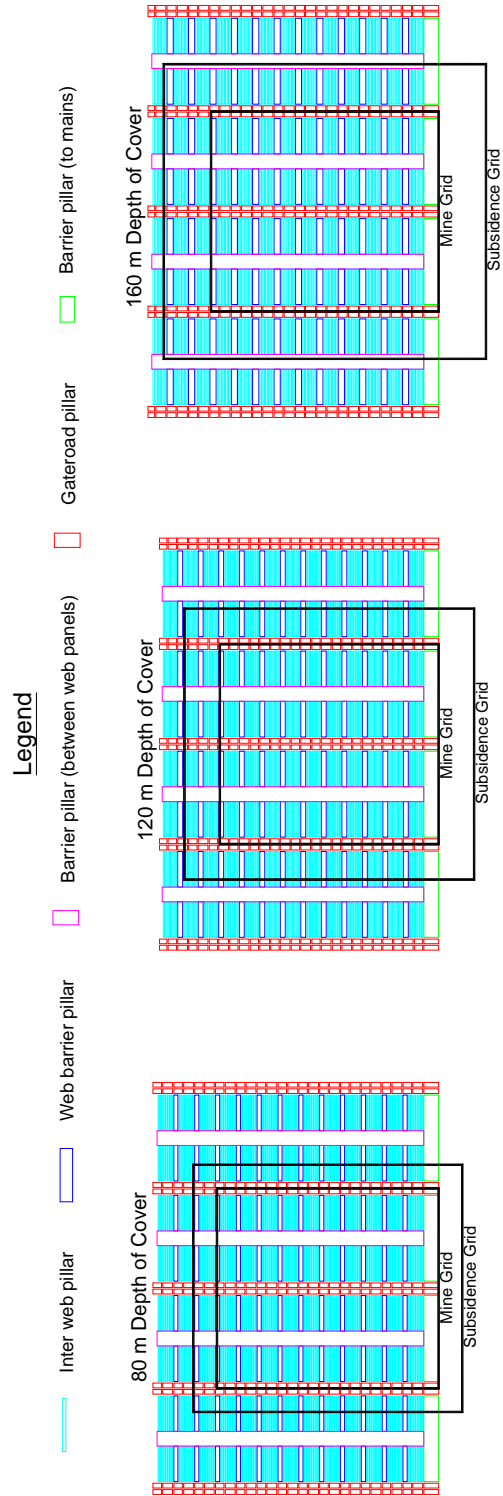 Legend
Inter web pillar
Web barrier pillar
Barrier pillar (between web panels)
Gateroad pillar
Barrier pillar (to mains)
80 m Depth of Cover
Mine Grid
Subsidence Grid
120 m Depth of Cover
Mine Grid
Subsidence Grid
160 m Depth of Cover
Mine Grid
Subsidence Grid